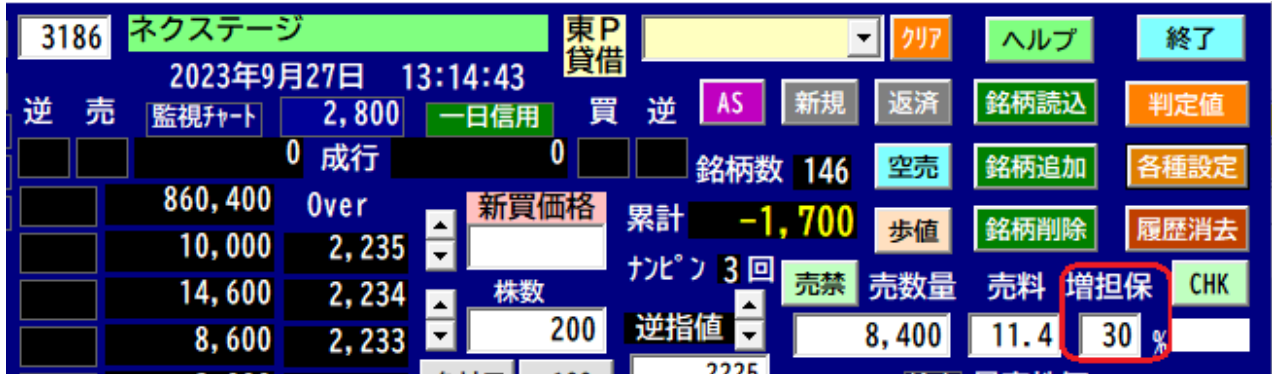 3186 ネクステージ 東P 貸借 クリア ヘルプ 終了
2023年9月27日 13:14:43
逆 売 監視ﾁｬｰﾄ 2,800 一日信用 買 逆 AS 新規 返済 銘柄読込 判定値
0 成行 0 銘柄数 146 空売 銘柄追加 各種設定
860,400 Over 新買価格 累計 -1,700 歩値 銘柄削除 履歴消去
10,000 2,235 ﾅﾝﾋﾟﾝ 3回 売禁 売数量 売料 増担保 CHK
14,600 2,234 株数
8,600 2,233 200 逆指値 8,400 11.4 30 %
2225